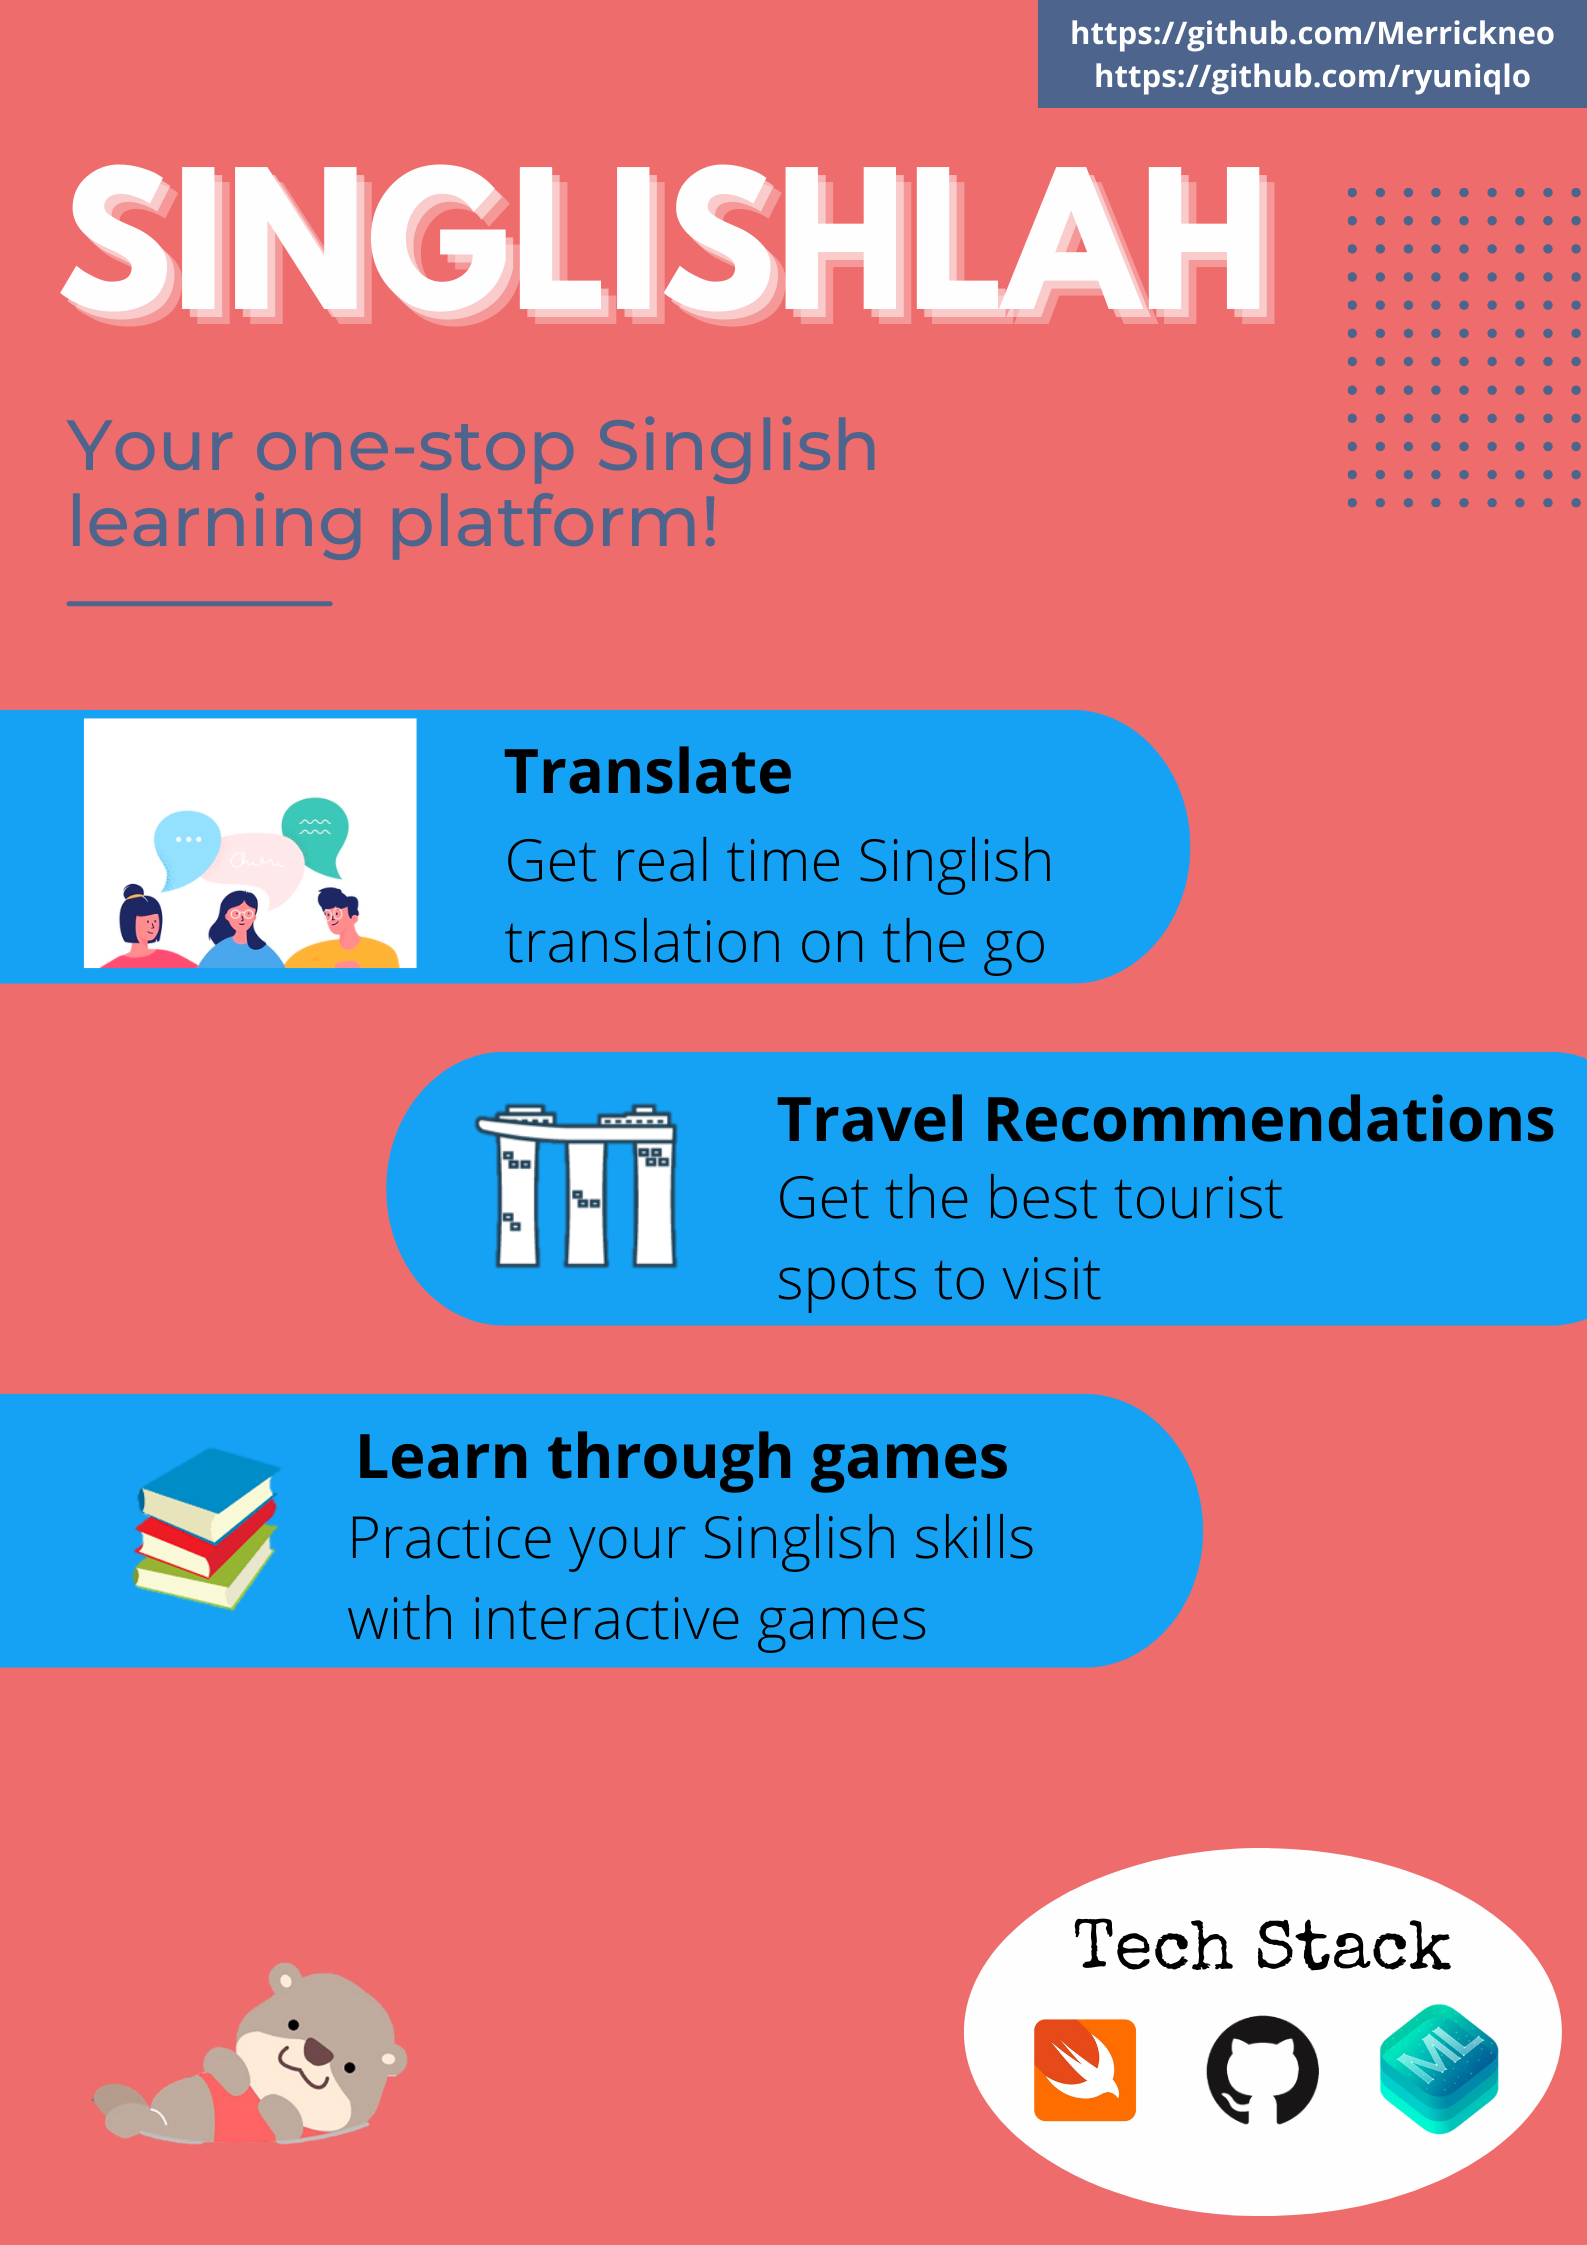 https://github.com/Merrickneo
https://github.com/ryuniqlo
SINGLISHLAH
Your one-stop Singlish
learning platform!
Translate
Get real time Singlish
translation on the go
Travel Recommendations
Get the best tourist
spots to visit
Learn through games
Practice your Singlish skills
with interactive games
Tech Stack
ML